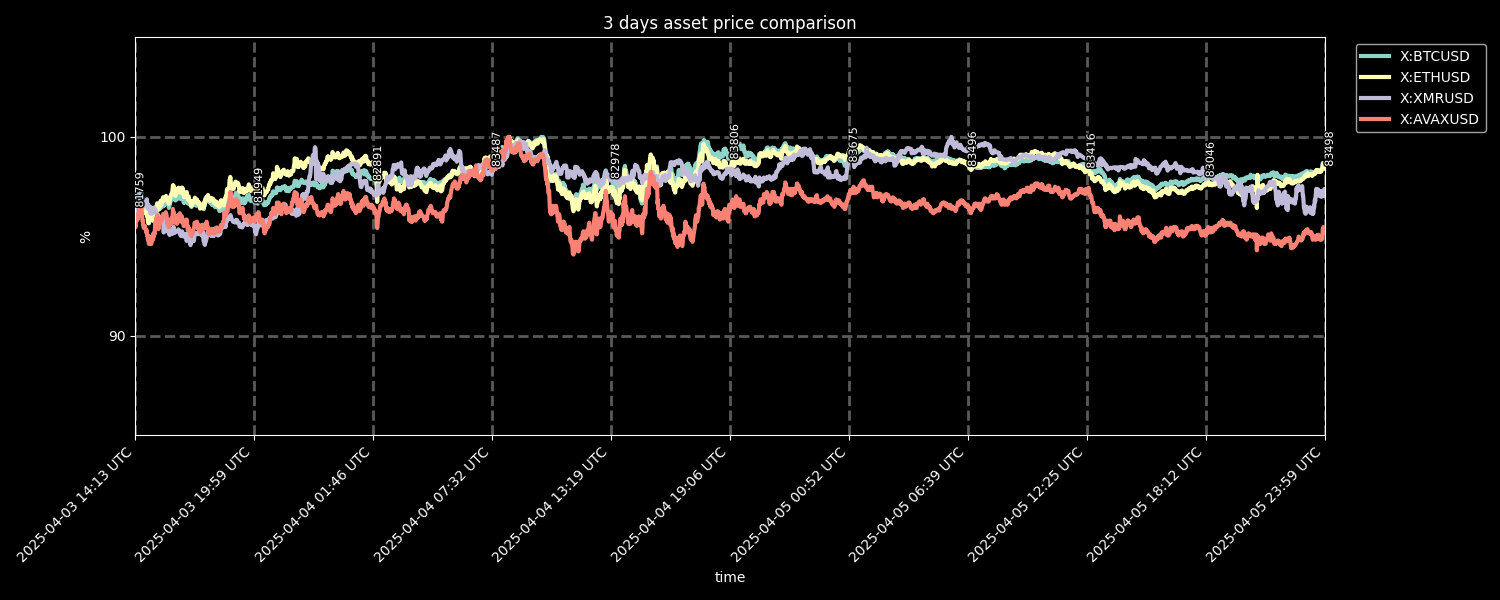 3 days asset price comparison
X:BTCUSD
X:ETHUSD
X:XMRUSD
X:AVAXUSD
100
90
%
81759
81949
82891
83487
82978
83806
83675
83496
83416
83046
83498
2025-04-03 14:13 UTC
2025-04-03 19:59 UTC
2025-04-04 01:46 UTC
2025-04-04 07:32 UTC
2025-04-04 13:19 UTC
2025-04-04 19:06 UTC
2025-04-05 00:52 UTC
2025-04-05 06:39 UTC
2025-04-05 12:25 UTC
2025-04-05 18:12 UTC
2025-04-05 23:59 UTC
time